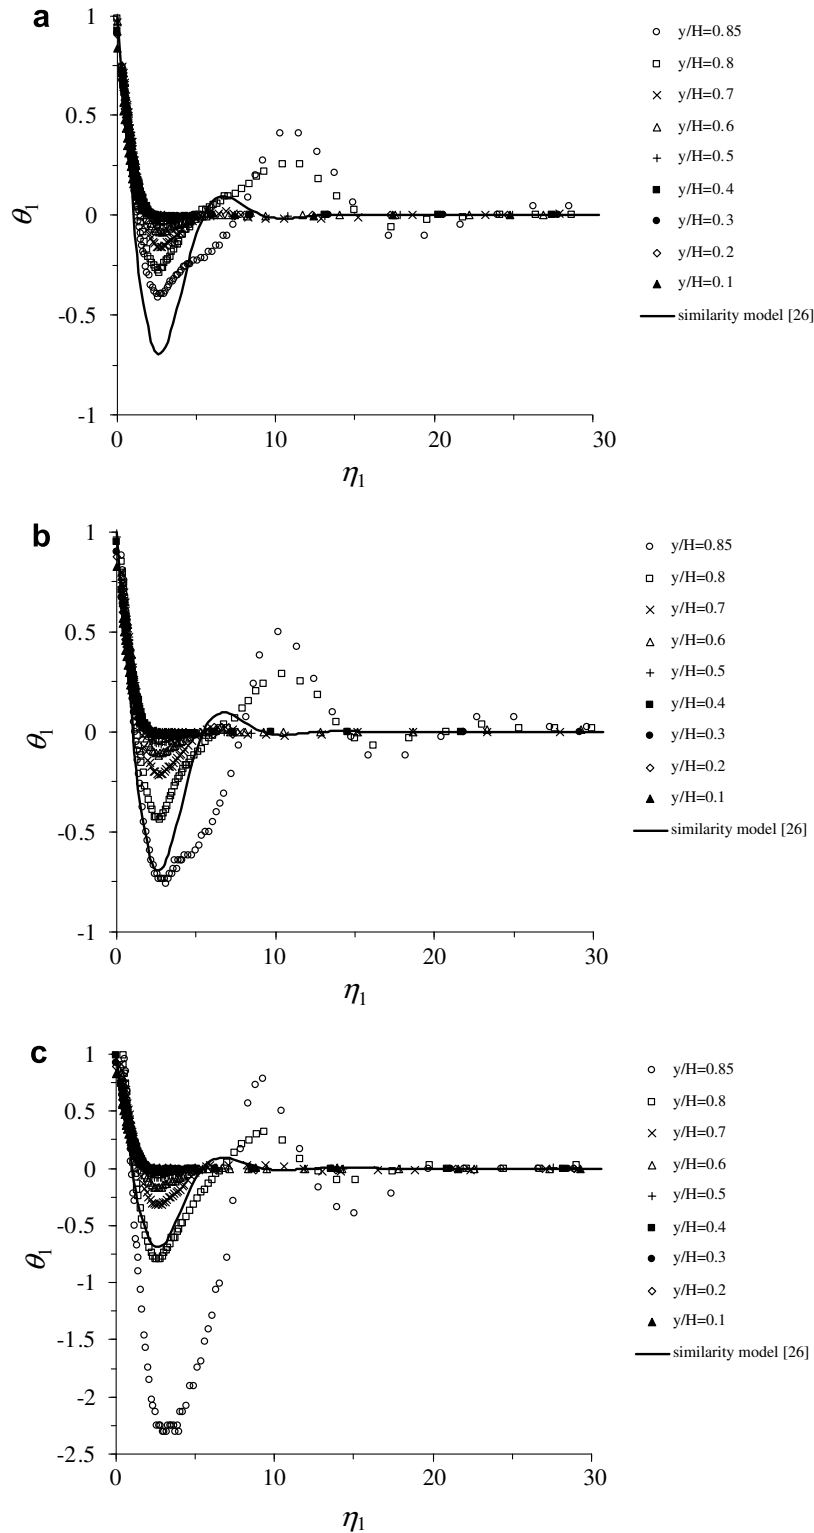 a
1
0.5
0
-0.5
-1
θ1
0
10
20
30
η1
y/H=0.85
y/H=0.8
y/H=0.7
y/H=0.6
y/H=0.5
y/H=0.4
y/H=0.3
y/H=0.2
y/H=0.1
similarity model [26]
b
1
0.5
0
-0.5
-1
θ1
0
10
20
30
η1
y/H=0.85
y/H=0.8
y/H=0.7
y/H=0.6
y/H=0.5
y/H=0.4
y/H=0.3
y/H=0.2
y/H=0.1
similarity model [26]
c
1
0.5
0
-0.5
-1
-1.5
-2
-2.5
θ1
0
10
20
30
η1
y/H=0.85
y/H=0.8
y/H=0.7
y/H=0.6
y/H=0.5
y/H=0.4
y/H=0.3
y/H=0.2
y/H=0.1
similarity model [26]